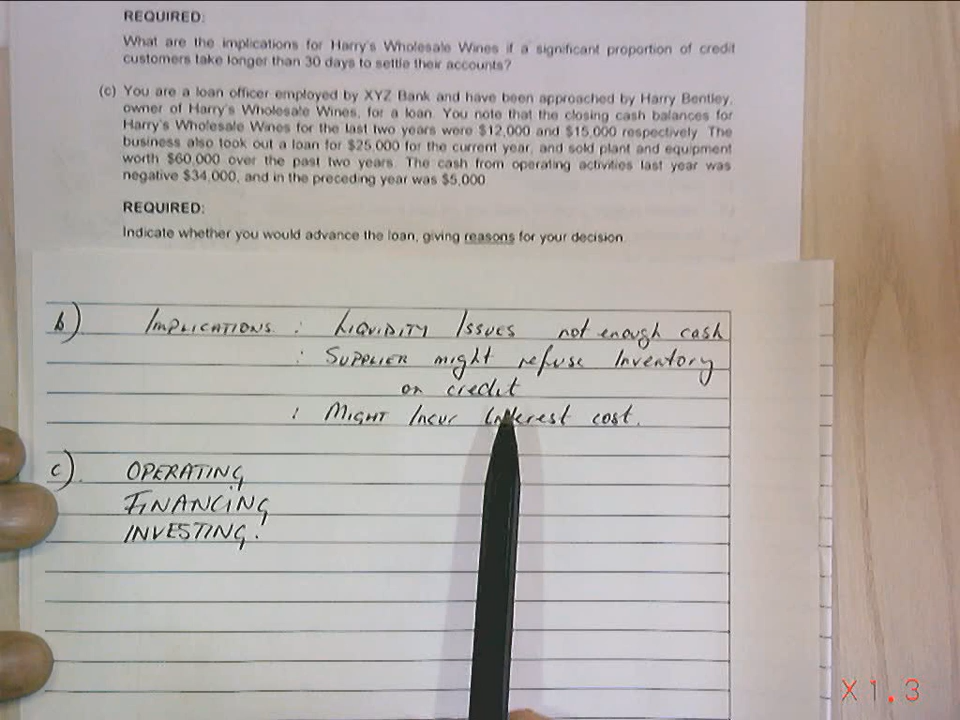 REQUIRED:
What are the implications for Harry's Wholesale Wines if a significant proportion of credit
customers take longer than 30 days to settle their accounts?
(c) You are a loan officer employed by XYZ Bank and have been approached by Harry Bentley,
owner of Harry's Wholesale Wines, for a loan. You note that the closing cash balances for
Harry's Wholesale Wines for the last two years were $12,000 and $15,000 respectively. The
business also took out a loan for $25,000 for the current year, and sold plant and equipment
worth $60,000 over the past two years. The cash from operating activities last year was
negative $34,000, and in the preceding year was $5,000
REQUIRED:
Indicate whether you would advance the loan, giving reasons for your decision.
b) IMPLICATIONS : LIQUIDITY ISSUES not enough cash
: SUPPLIER might refuse Inventory
on credit
: MIGHT INCUR Interest cost.
c). OPERATING
FINANCING
INVESTING.
X1.3